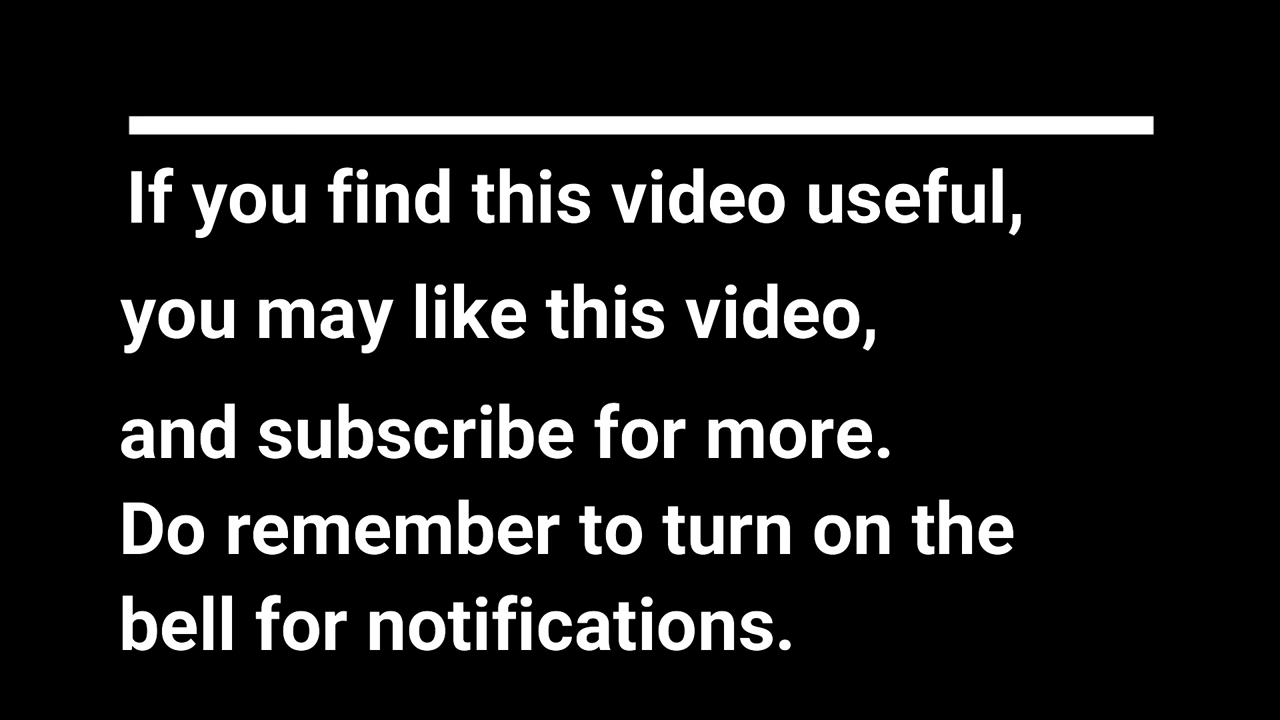 If you find this video useful,
you may like this video,
and subscribe for more.
Do remember to turn on the
bell for notifications.